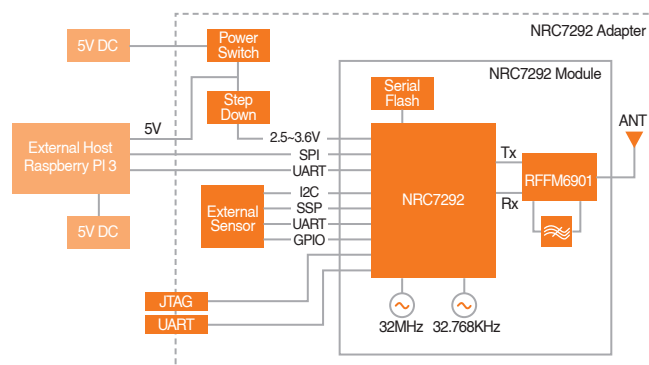 NRC7292 Adapter
5V DC
Power
Switch
NRC7292 Module
Step
Down
Serial
Flash
5V
2.5~3.6V
External Host
Raspberry PI 3
SPI
UART
ANT
Tx
RFFM6901
Rx
NRC7292
External
Sensor
I2C
SSP
UART
GPIO
5V DC
JTAG
UART
32MHz
32.768KHz